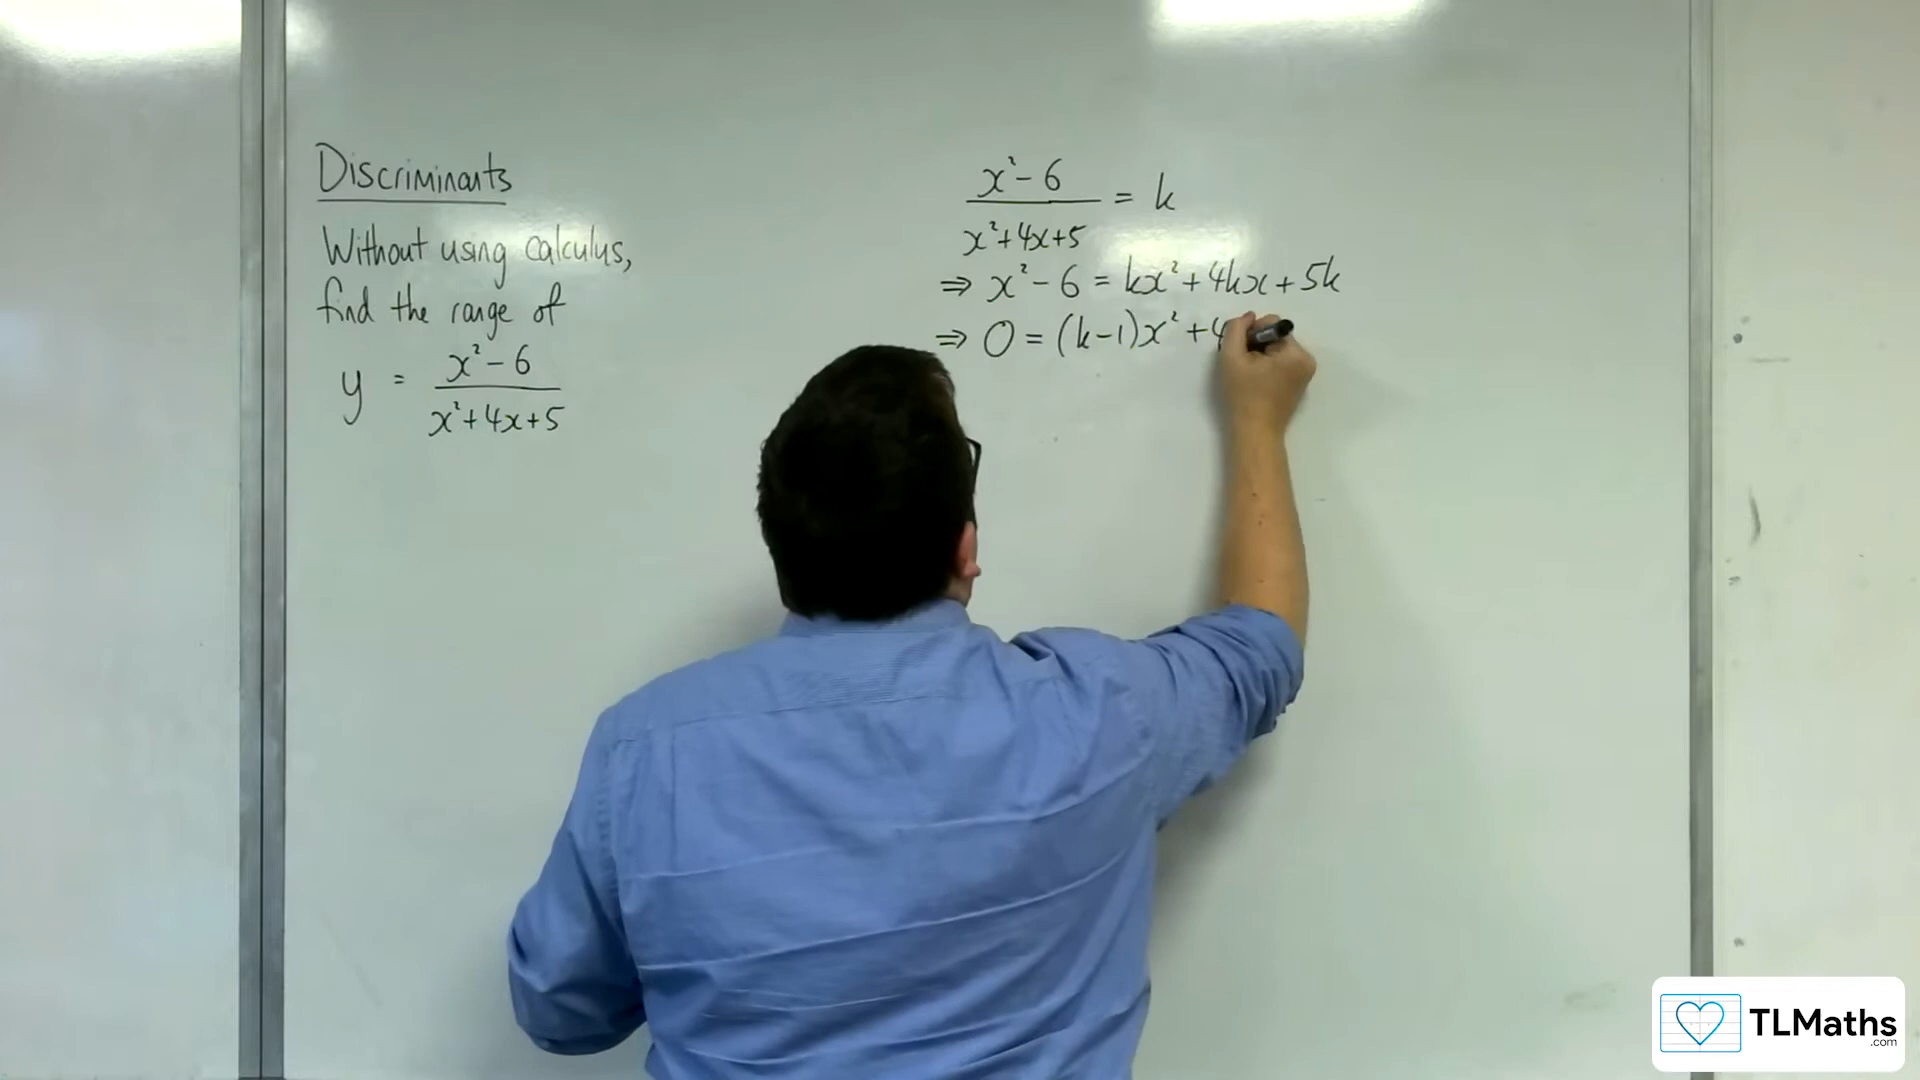 Discriminants
Without using calculus,
find the range of
y = x² - 6
x² + 4x + 5
x² - 6 = k
x² + 4x + 5
⇒ x² - 6 = kx² + 4kx + 5k
⇒ 0 = (k-1)x² + 4
TLMaths
.com